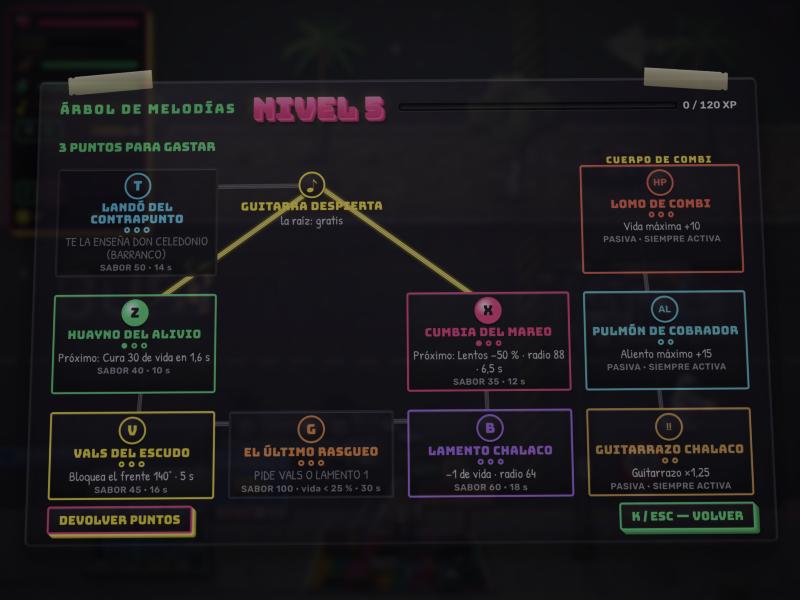 ÁRBOL DE MELODÍAS
NIVEL 5
0 / 120 XP
3 PUNTOS PARA GASTAR
T
LANDÓ DEL
CONTRAPUNTO
TE LA ENSEÑA DON CELEDONIO
(BARRANCO)
SABOR 50 · 14 s
♪
GUITARRA DESPIERTA
la raíz: gratis
CUERPO DE COMBI
HP
LOMO DE COMBI
Vida máxima +10
PASIVA · SIEMPRE ACTIVA
Z
HUAYNO DEL ALIVIO
Próximo: Cura 30 de vida en 1,6 s
SABOR 40 · 10 s
X
CUMBIA DEL MAREO
Próximo: Lentos −50 % · radio 88
· 6,5 s
SABOR 35 · 12 s
AL
PULMÓN DE COBRADOR
Aliento máximo +15
PASIVA · SIEMPRE ACTIVA
V
VALS DEL ESCUDO
Bloquea el frente 140° · 5 s
SABOR 45 · 16 s
G
EL ÚLTIMO RASGUEO
PIDE VALS O LAMENTO 1
SABOR 100 · vida < 25 % · 30 s
B
LAMENTO CHALACO
−1 de vida · radio 64
SABOR 60 · 18 s
!!
GUITARRAZO CHALACO
Guitarrazo ×1,25
PASIVA · SIEMPRE ACTIVA
DEVOLVER PUNTOS
K / ESC — VOLVER